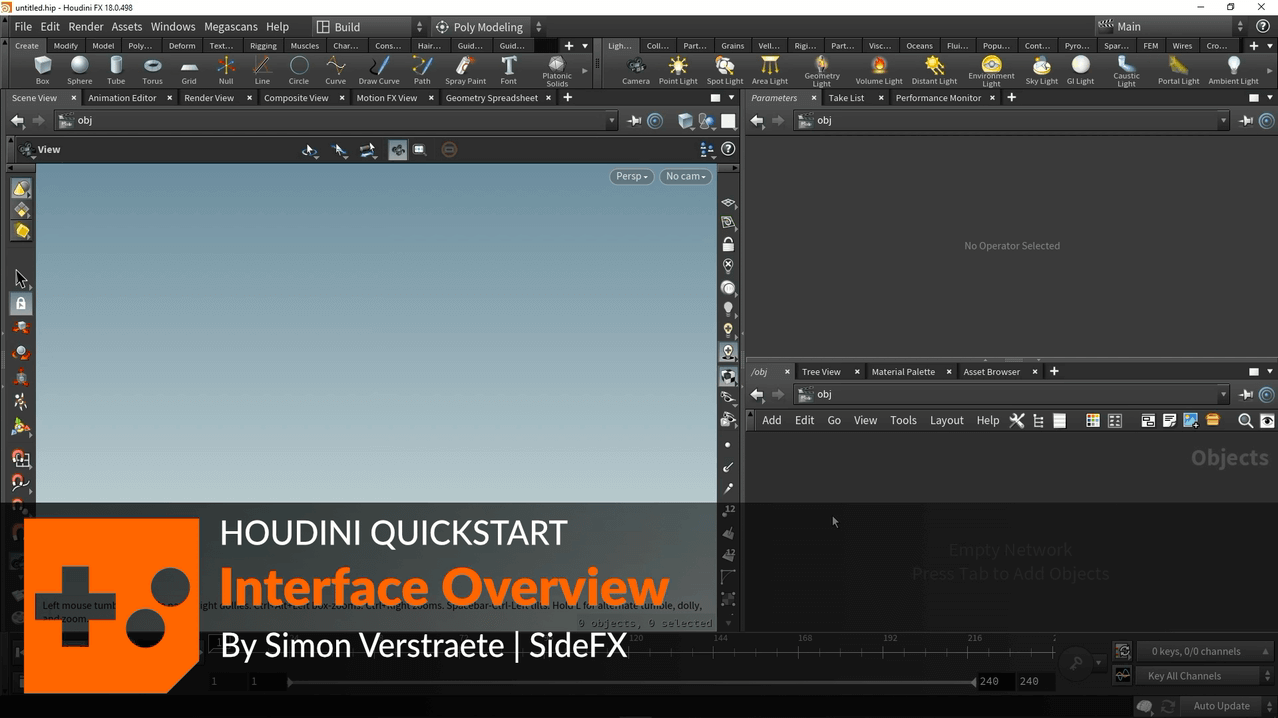 untitled.hip - Houdini FX 18.0.498
File Edit Render Assets Windows Megascans Help Build Poly Modeling Main
Create Modify Model Poly... Deform Text... Rigging Muscles Char... Cons... Hair... Guid... Guid... Ligh... Coll... Part... Grains Vell... Rigi... Part... Visc... Oceans Flui... Popu... Cont... Pyro... Spar... FEM Wires Cro...
Box Sphere Tube Torus Grid Null Line Circle Curve Draw Curve Path Spray Paint Font Platonic Solids Camera Point Light Spot Light Area Light Geometry Light Volume Light Distant Light Environment Light Sky Light GI Light Caustic Light Portal Light Ambient Light
Scene View Animation Editor Render View Composite View Motion FX View Geometry Spreadsheet
obj
View
Persp No cam
Parameters Take List Performance Monitor
obj
No Operator Selected
/obj Tree View Material Palette Asset Browser
obj
Add Edit Go View Tools Layout Help
Objects
Empty Network
Press Tab to Add Objects
12
12
HOUDINI QUICKSTART
Interface Overview
By Simon Verstraete | SideFX
Left mouse tumb
Ctrl-Alt-Left box-zooms. Ctrl-Right zooms. Spacebar-Ctrl-Left tilts. Hold L for alternate tumble, dolly,
and zoom.
0 objects, 0 selected
120 144 168 192 216
1 1 240 240
0 keys, 0/0 channels
Key All Channels
Auto Update